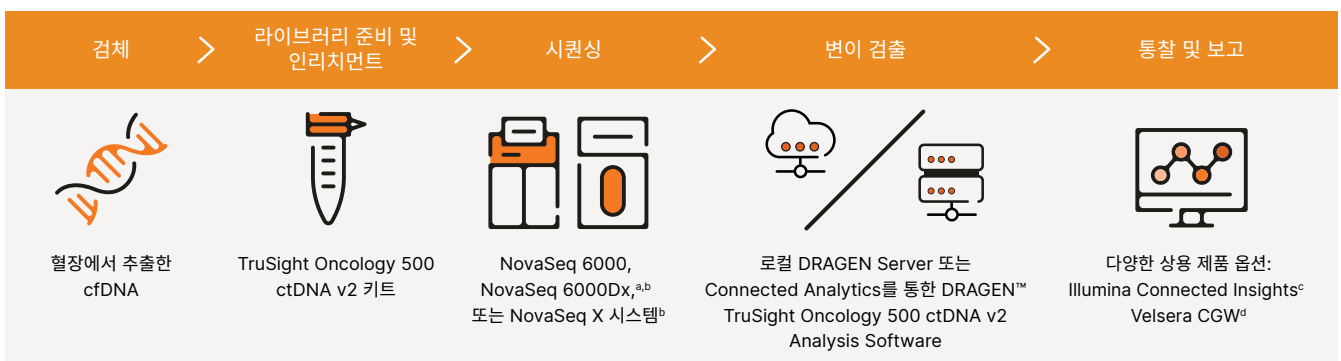 검체
라이브러리 준비 및
인리치먼트
시퀀싱
변이 검출
통찰 및 보고
혈장에서 추출한
cfDNA
TruSight Oncology 500
ctDNA v2 키트
NovaSeq 6000,
NovaSeq 6000Dx,ᵃ,ᵇ
또는 NovaSeq X 시스템ᵇ
로컬 DRAGEN Server 또는
Connected Analytics를 통한 DRAGEN™
TruSight Oncology 500 ctDNA v2
Analysis Software
다양한 상용 제품 옵션:
Illumina Connected Insightsᶜ
Velsera CGWᵈ